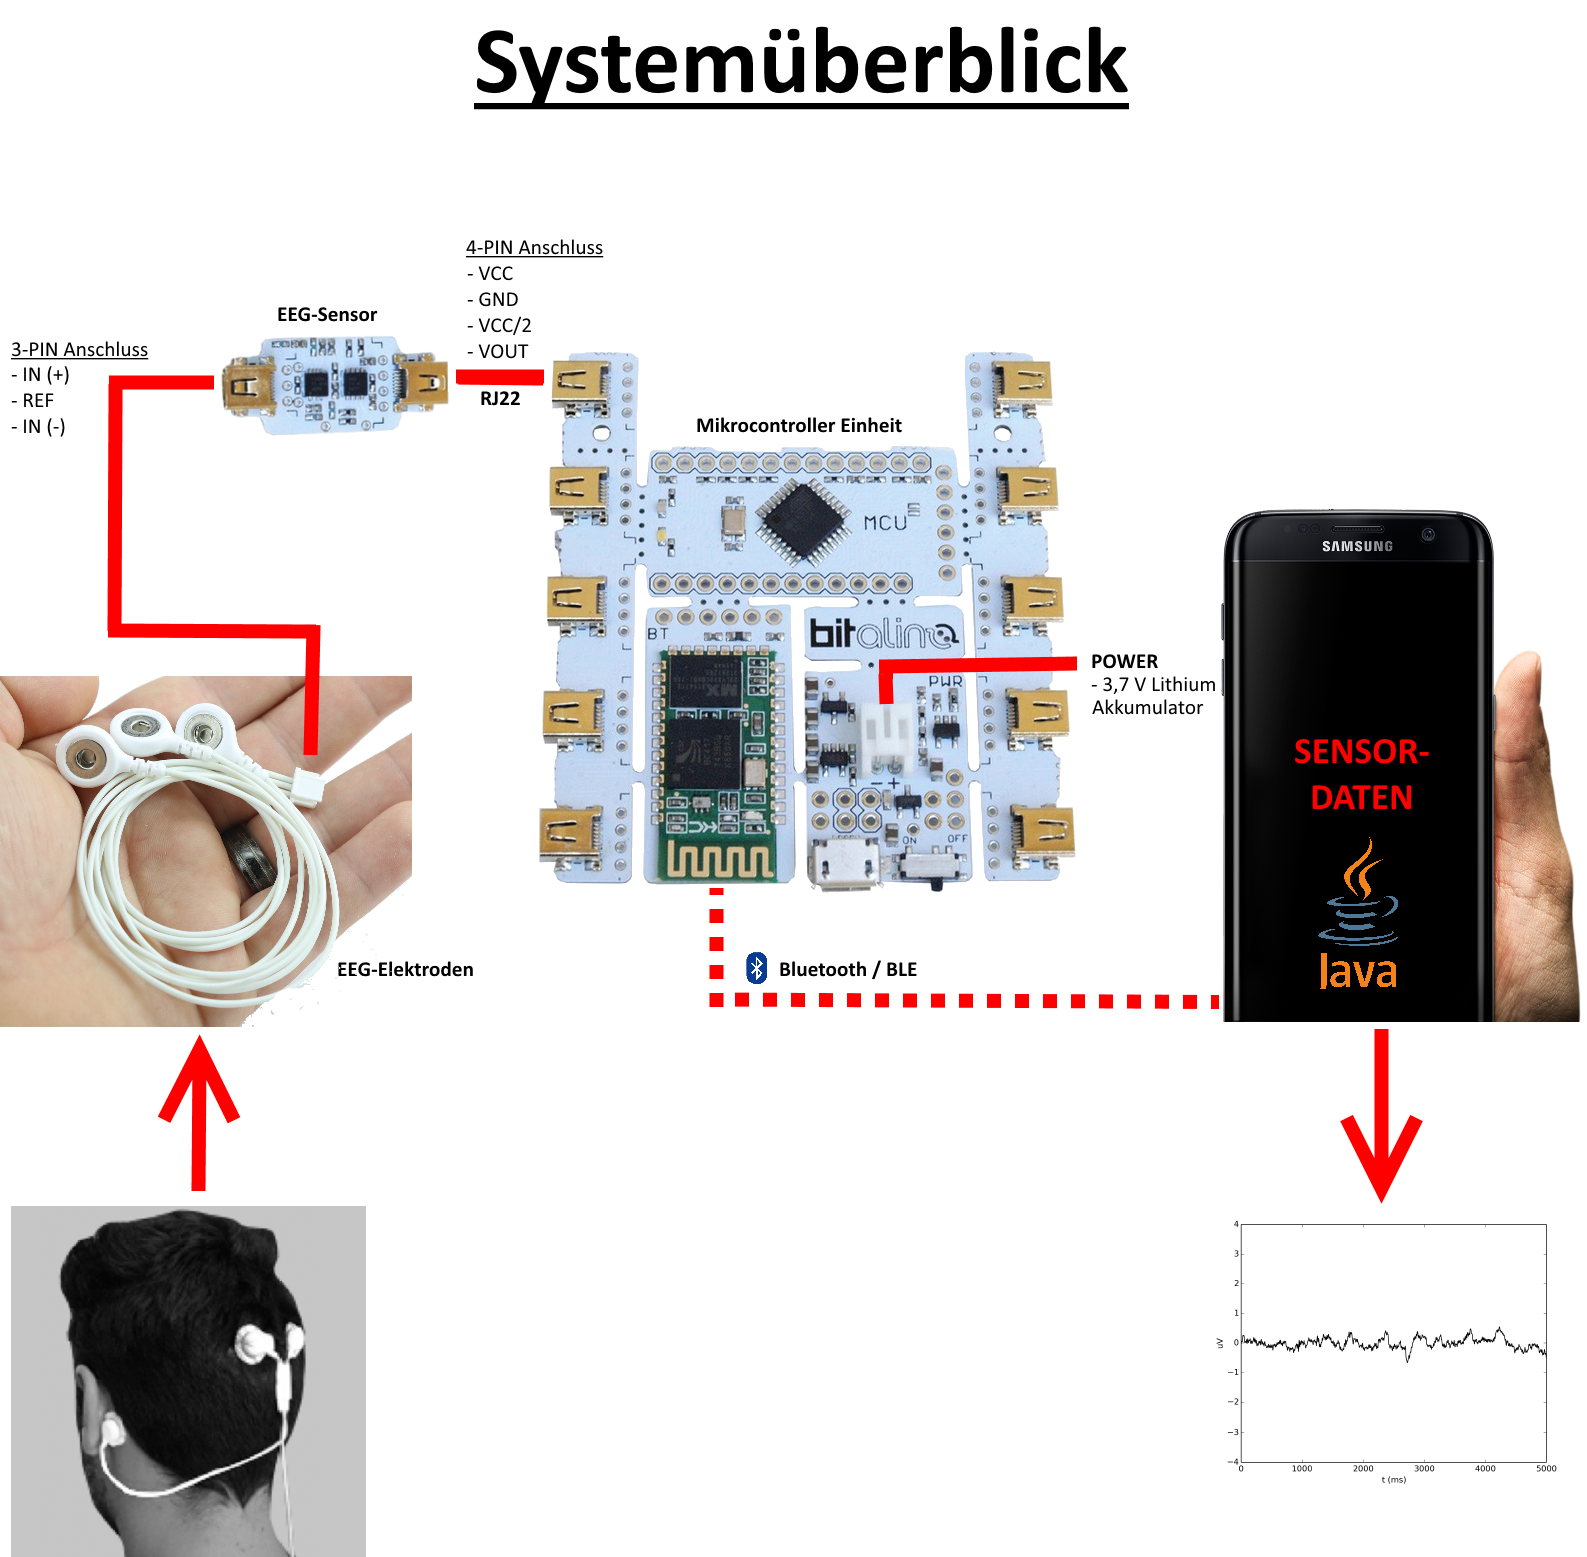 Systemüberblick
4-PIN Anschluss
- VCC
- GND
- VCC/2
- VOUT
RJ22
EEG-Sensor
3-PIN Anschluss
- IN (+)
- REF
- IN (-)
Mikrocontroller Einheit
MCU
BT
bitalino
PWR
- +
ON
OFF
POWER
- 3,7 V Lithium
Akkumulator
SAMSUNG
SENSOR-
DATEN
Java
EEG-Elektroden
Bluetooth / BLE
4
3
2
1
0
−1
−2
−3
−4
uV
0 1000 2000 3000 4000 5000
t (ms)